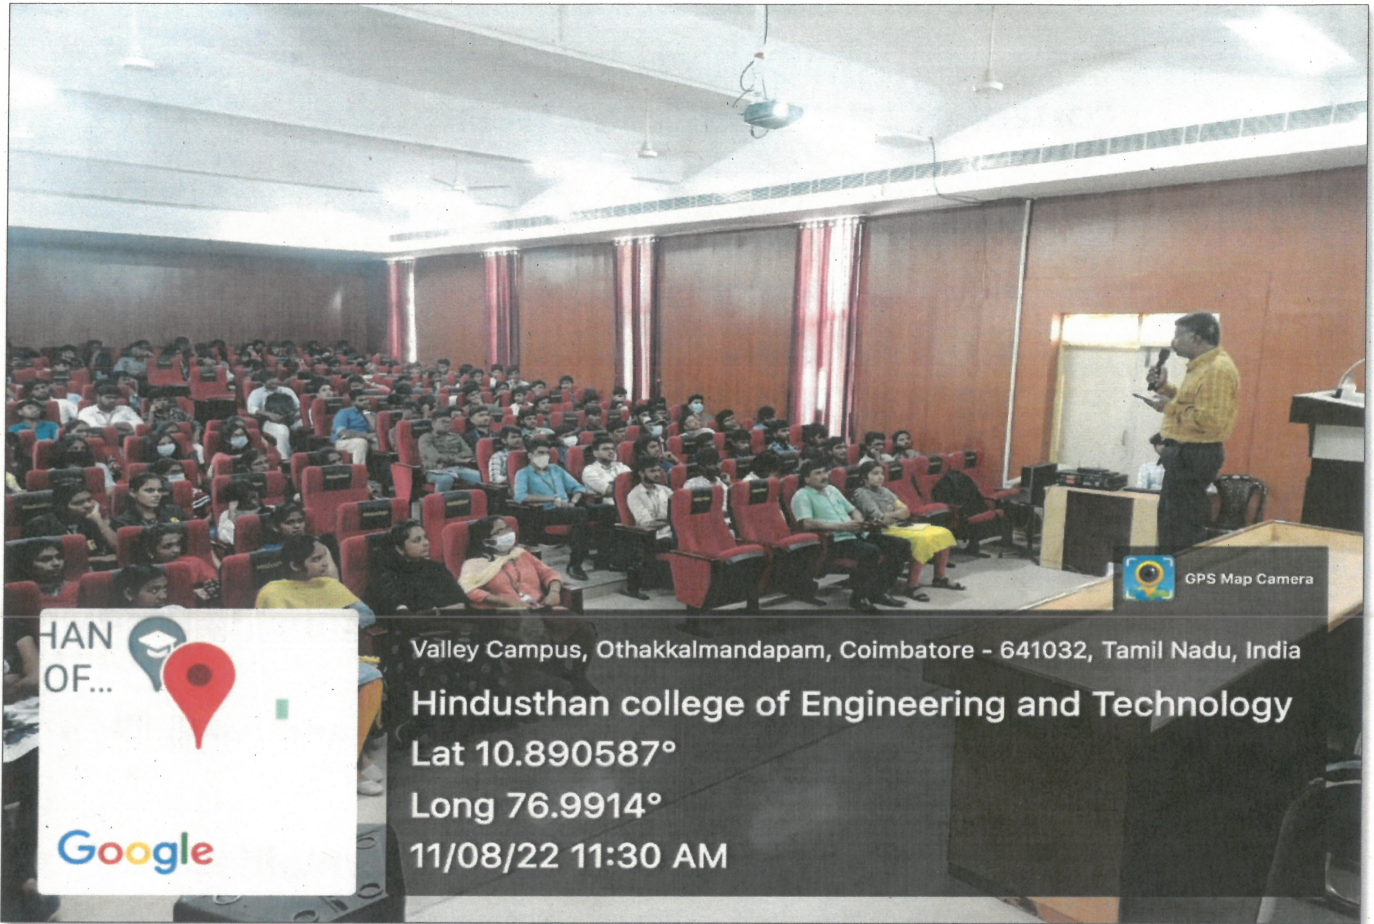 GPS Map Camera
HAN
OF...
Google
Valley Campus, Othakkalmandapam, Coimbatore - 641032, Tamil Nadu, India
Hindusthan college of Engineering and Technology
Lat 10.890587°
Long 76.9914°
11/08/22 11:30 AM